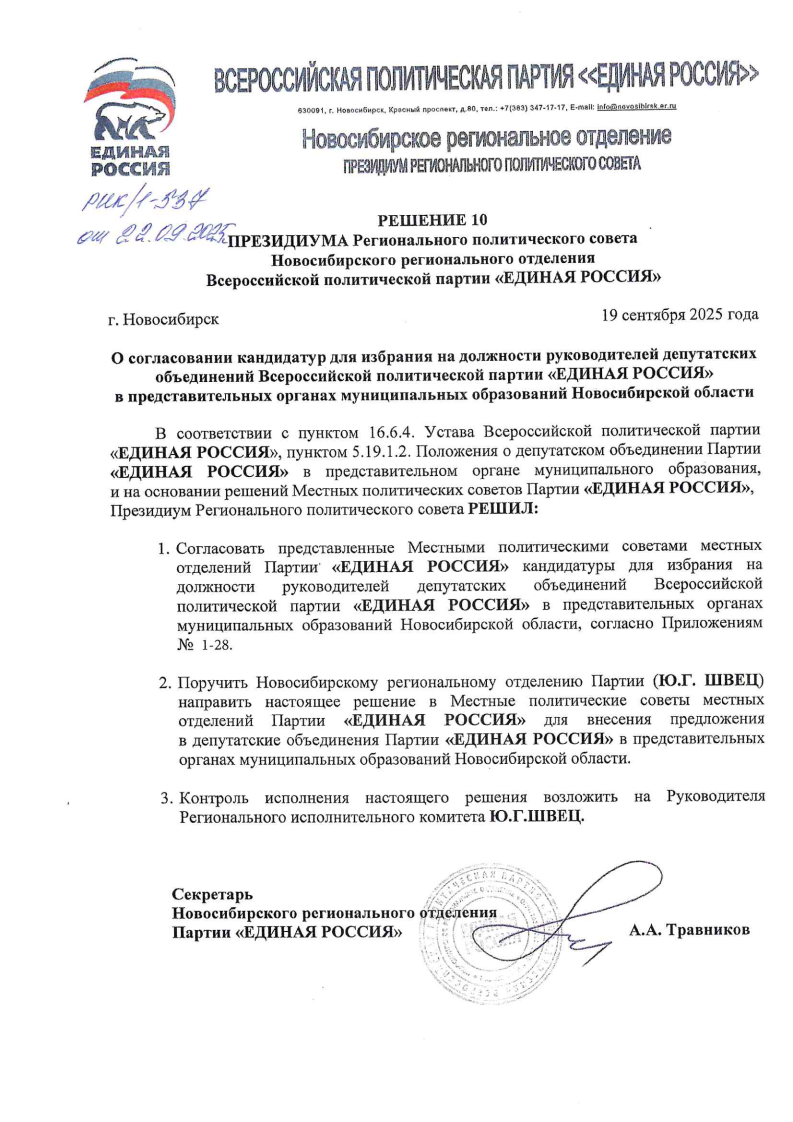 ВСЕРОССИЙСКАЯ ПОЛИТИЧЕСКАЯ ПАРТИЯ <<ЕДИНАЯ РОССИЯ>>
630091, г. Новосибирск, Красный проспект, д.80, тел.: +7(383) 347-17-17, E-mail: info@novosibirsk.er.ru
Новосибирское региональное отделение
ПРЕЗИДИУМ РЕГИОНАЛЬНОГО ПОЛИТИЧЕСКОГО СОВЕТА
ЕДИНАЯ
РОССИЯ
РИК/1-537
от 22.09.2025
РЕШЕНИЕ 10
ПРЕЗИДИУМА Регионального политического совета
Новосибирского регионального отделения
Всероссийской политической партии «ЕДИНАЯ РОССИЯ»
г. Новосибирск
19 сентября 2025 года
О согласовании кандидатур для избрания на должности руководителей депутатских
объединений Всероссийской политической партии «ЕДИНАЯ РОССИЯ»
в представительных органах муниципальных образований Новосибирской области
В соответствии с пунктом 16.6.4. Устава Всероссийской политической партии
«ЕДИНАЯ РОССИЯ», пунктом 5.19.1.2. Положения о депутатском объединении Партии
«ЕДИНАЯ РОССИЯ» в представительном органе муниципального образования,
и на основании решений Местных политических советов Партии «ЕДИНАЯ РОССИЯ»,
Президиум Регионального политического совета РЕШИЛ:
1. Согласовать представленные Местными политическими советами местных
отделений Партии «ЕДИНАЯ РОССИЯ» кандидатуры для избрания на
должности руководителей депутатских объединений Всероссийской
политической партии «ЕДИНАЯ РОССИЯ» в представительных органах
муниципальных образований Новосибирской области, согласно Приложениям
№ 1-28.
2. Поручить Новосибирскому региональному отделению Партии (Ю.Г. ШВЕЦ)
направить настоящее решение в Местные политические советы местных
отделений Партии «ЕДИНАЯ РОССИЯ» для внесения предложения
в депутатские объединения Партии «ЕДИНАЯ РОССИЯ» в представительных
органах муниципальных образований Новосибирской области.
3. Контроль исполнения настоящего решения возложить на Руководителя
Регионального исполнительного комитета Ю.Г.ШВЕЦ.
Секретарь
Новосибирского регионального отделения
Партии «ЕДИНАЯ РОССИЯ»
А.А. Травников